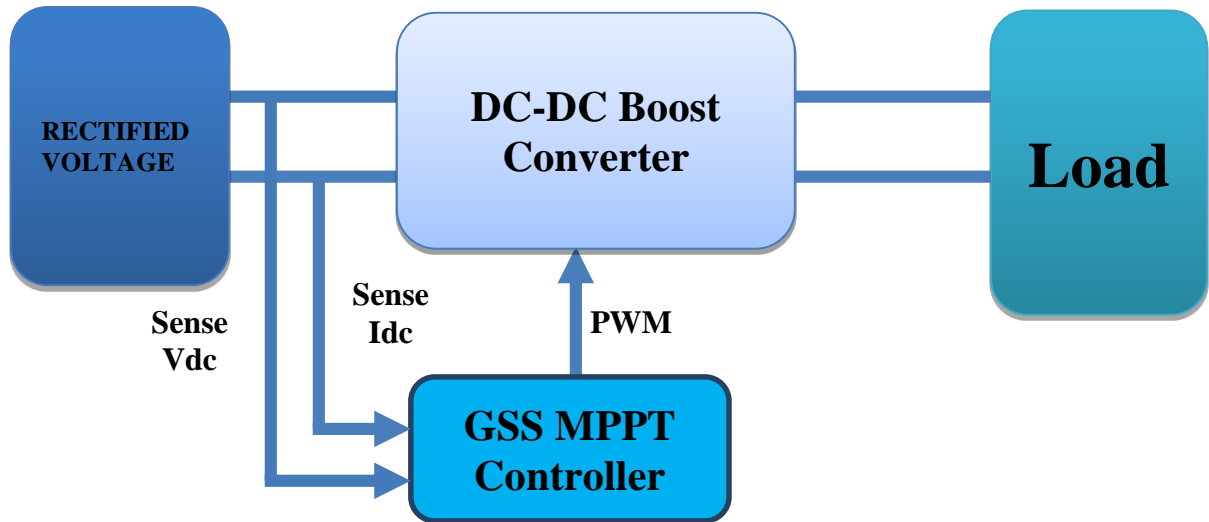 RECTIFIED
VOLTAGE
DC-DC Boost
Converter
Load
Sense
Vdc
Sense
Idc
PWM
GSS MPPT
Controller